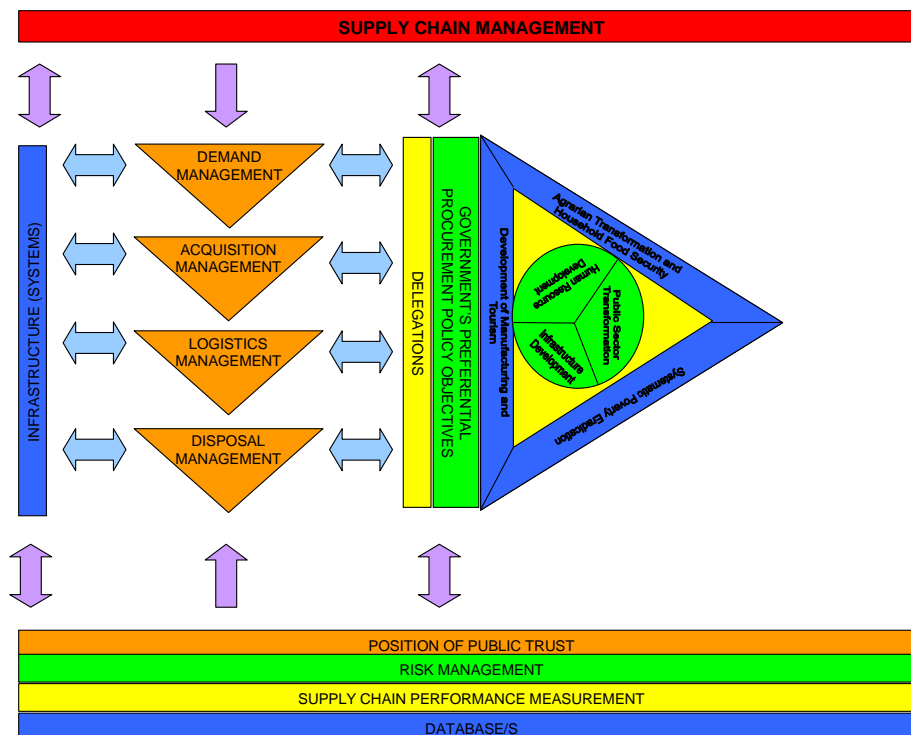 SUPPLY CHAIN MANAGEMENT
INFRASTRUCTURE (SYSTEMS)
DEMAND
MANAGEMENT
ACQUISITION
MANAGEMENT
LOGISTICS
MANAGEMENT
DISPOSAL
MANAGEMENT
DELEGATIONS
GOVERNMENT'S PREFERENTIAL
PROCUREMENT POLICY OBJECTIVES
Development of Manufacturing and
Tourism
Agrarian Transformation and
Household Food Security
Systematic Poverty Eradication
Human Resource
Development
Public Sector
Transformation
Infrastructure
Development
POSITION OF PUBLIC TRUST
RISK MANAGEMENT
SUPPLY CHAIN PERFORMANCE MEASUREMENT
DATABASE/S